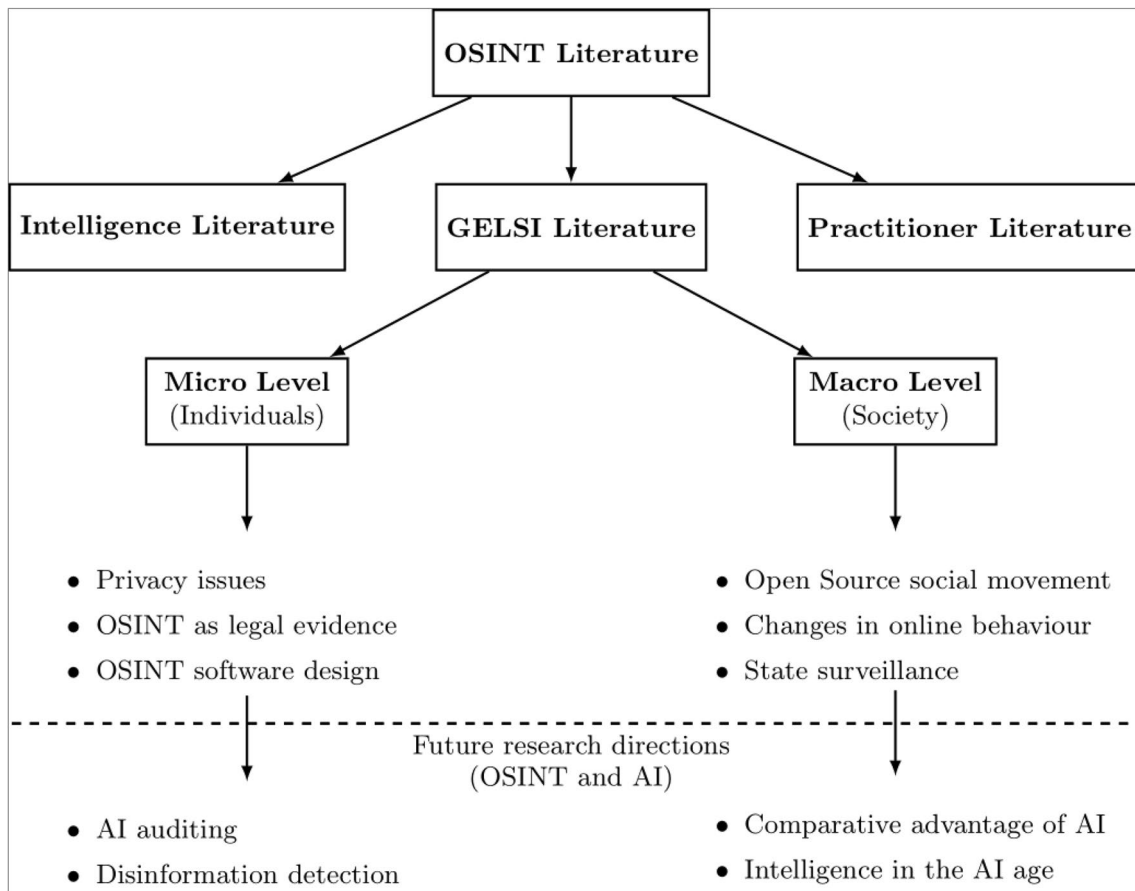 OSINT Literature
Intelligence Literature
GELSI Literature
Practitioner Literature
Micro Level
(Individuals)
Macro Level
(Society)
• Privacy issues
• OSINT as legal evidence
• OSINT software design
• Open Source social movement
• Changes in online behaviour
• State surveillance
Future research directions
(OSINT and AI)
• AI auditing
• Disinformation detection
• Comparative advantage of AI
• Intelligence in the AI age